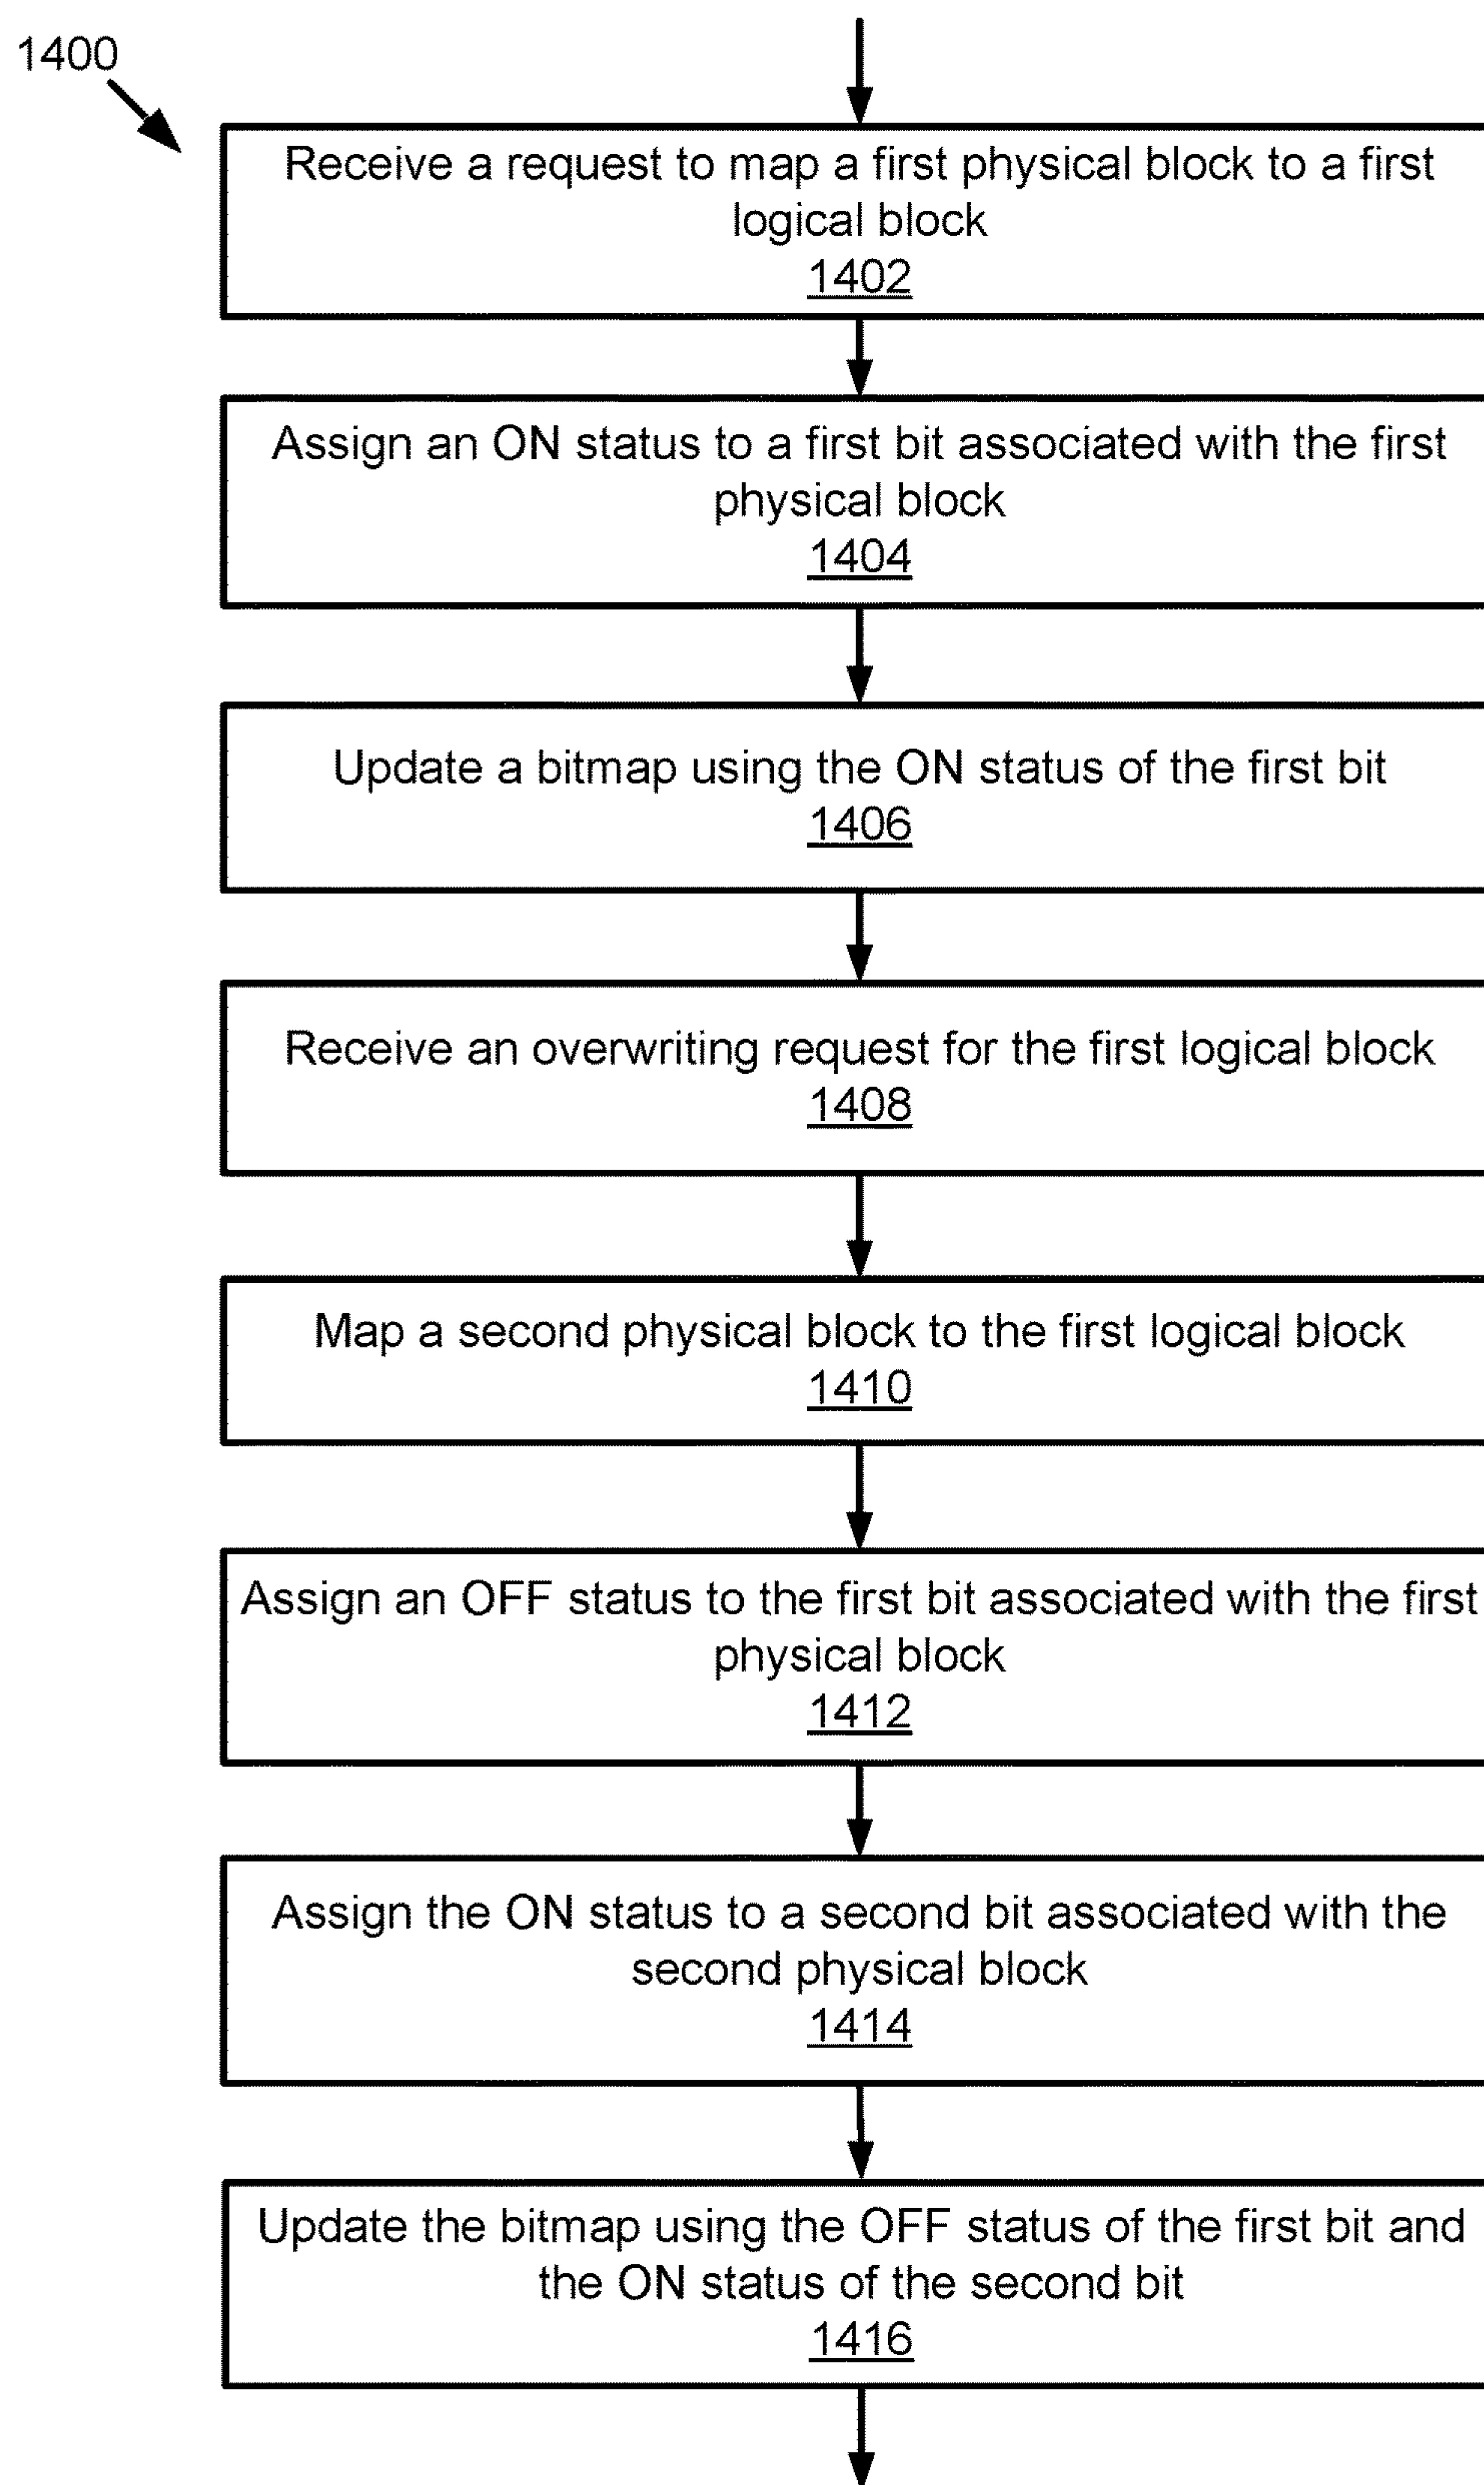 1400
Receive a request to map a first physical block to a first
logical block
1402
Assign an ON status to a first bit associated with the first
physical block
1404
Update a bitmap using the ON status of the first bit
1406
Receive an overwriting request for the first logical block
1408
Map a second physical block to the first logical block
1410
Assign an OFF status to the first bit associated with the first
physical block
1412
Assign the ON status to a second bit associated with the
second physical block
1414
Update the bitmap using the OFF status of the first bit and
the ON status of the second bit
1416